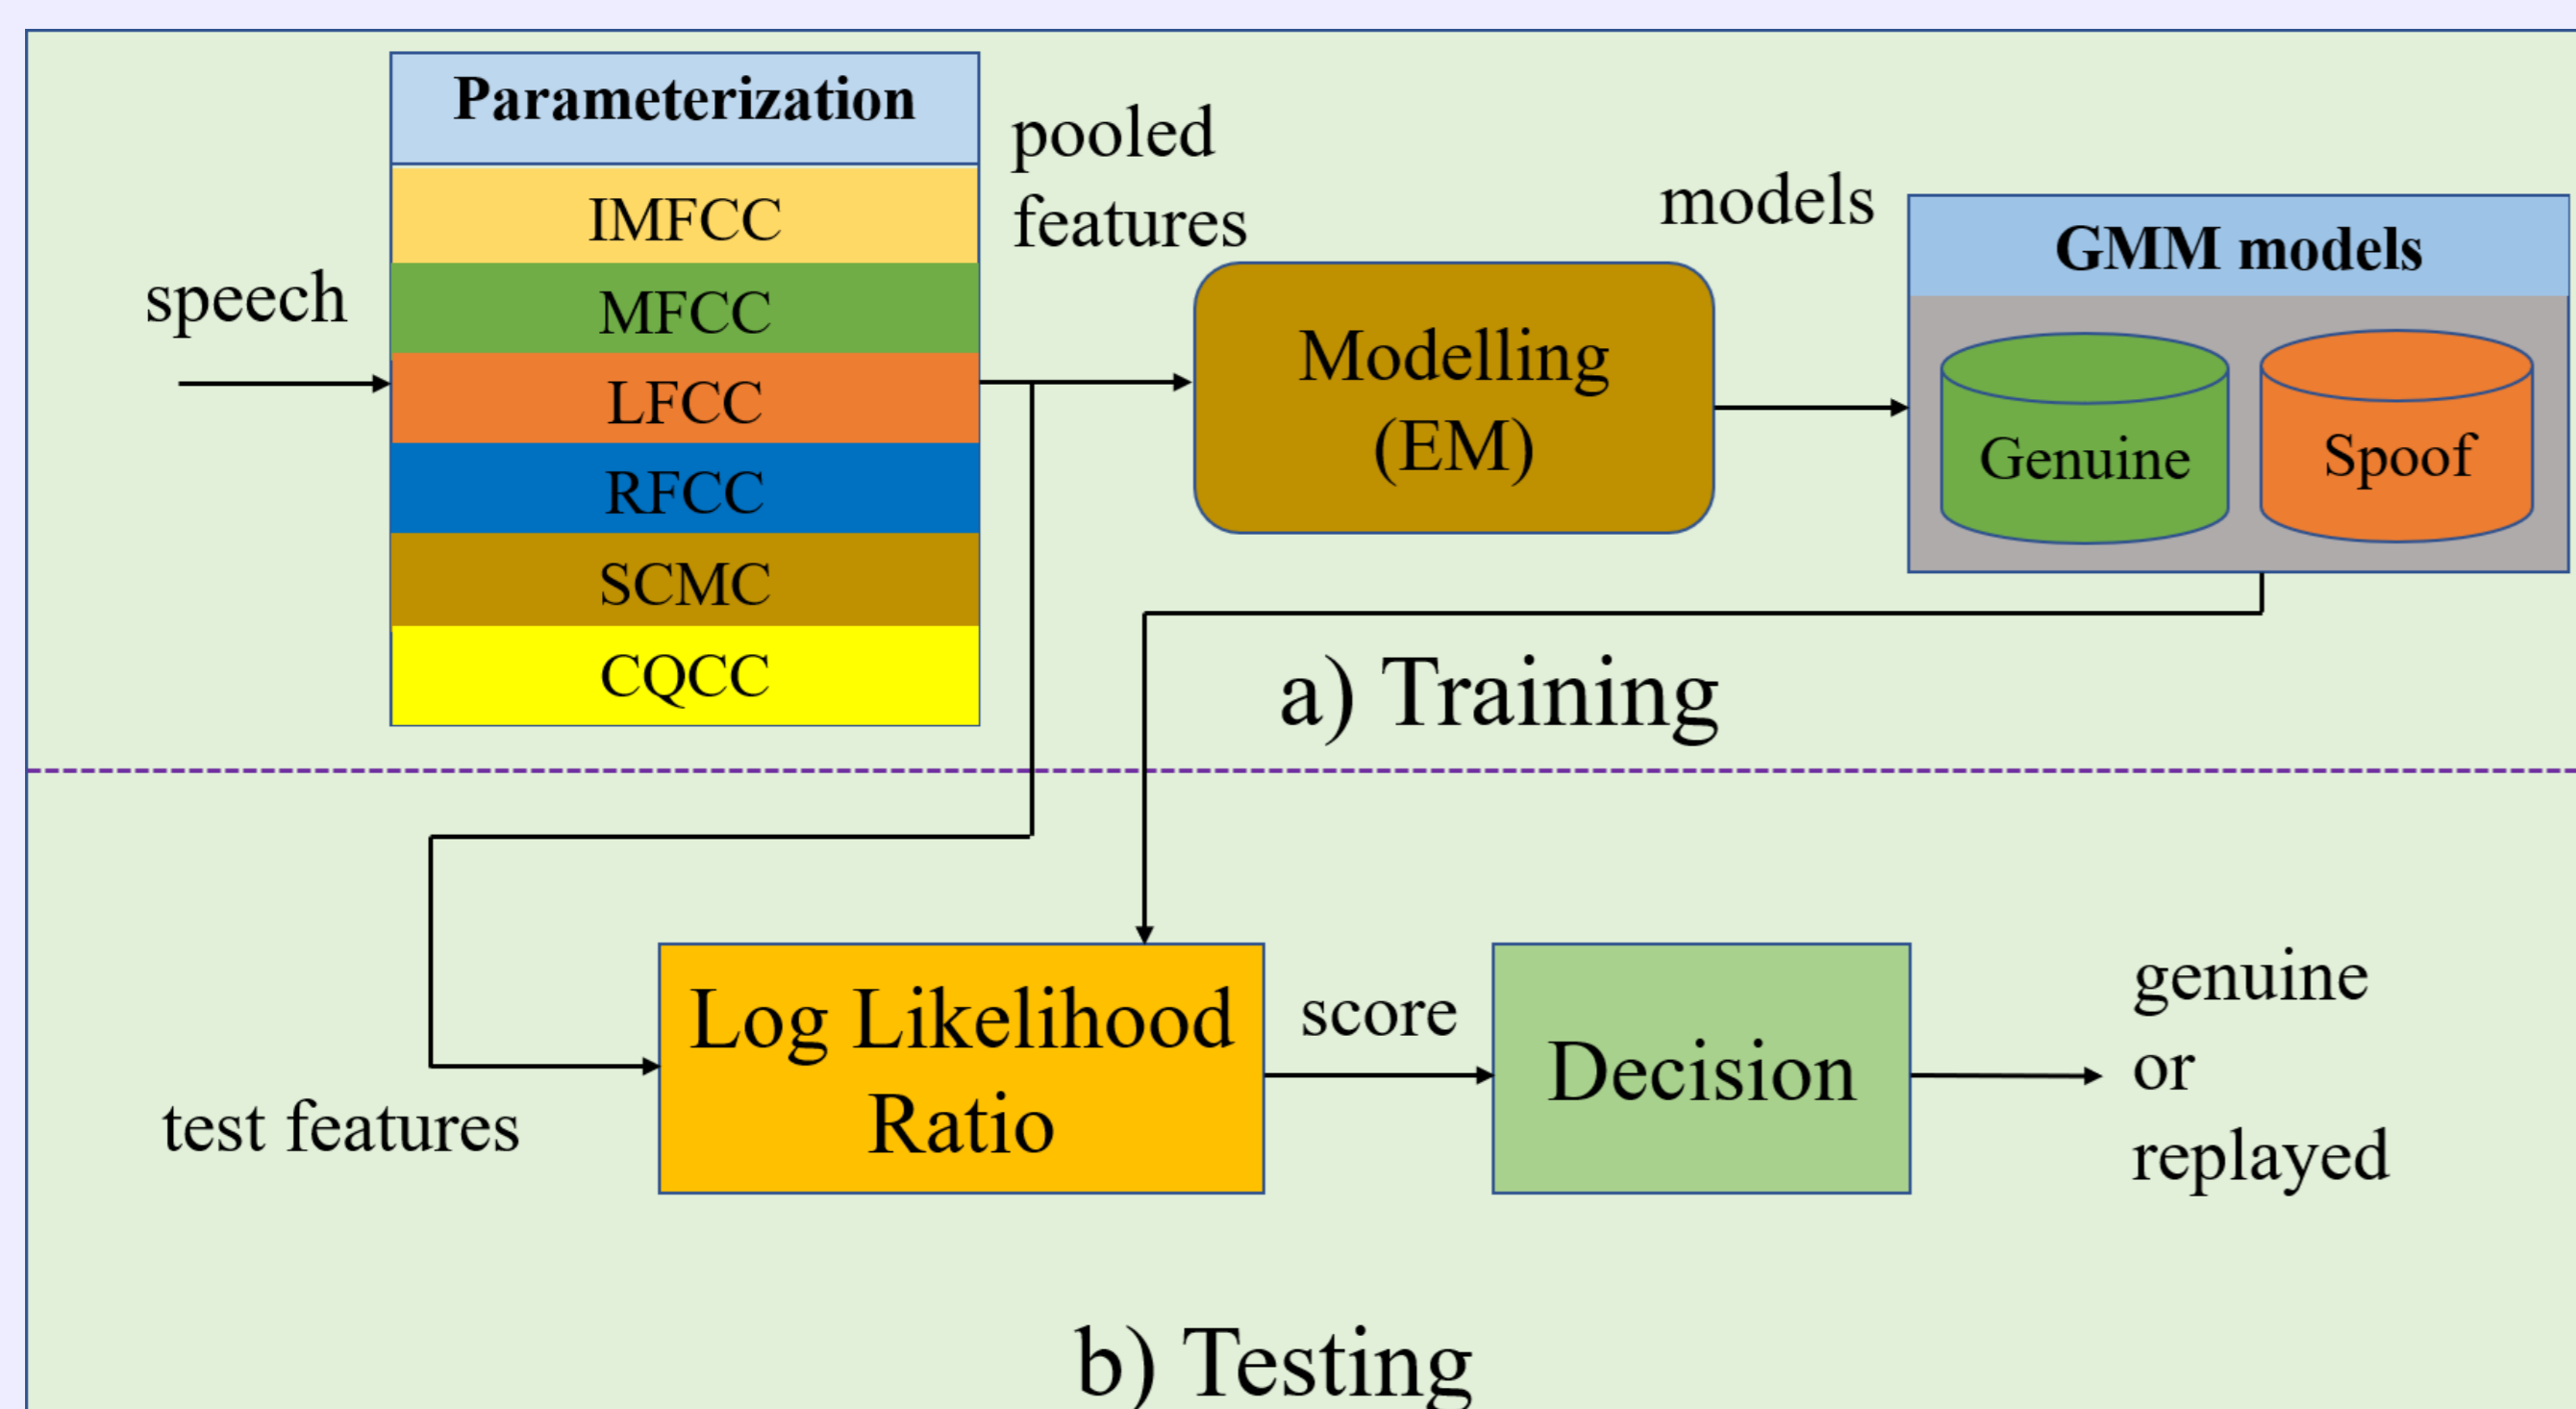 Parameterization
IMFCC
MFCC
LFCC
RFCC
SCMC
CQCC
speech
pooled
features
Modelling
(EM)
models
GMM models
Genuine
Spoof
a) Training
test features
Log Likelihood
Ratio
score
Decision
genuine
or
replayed
b) Testing